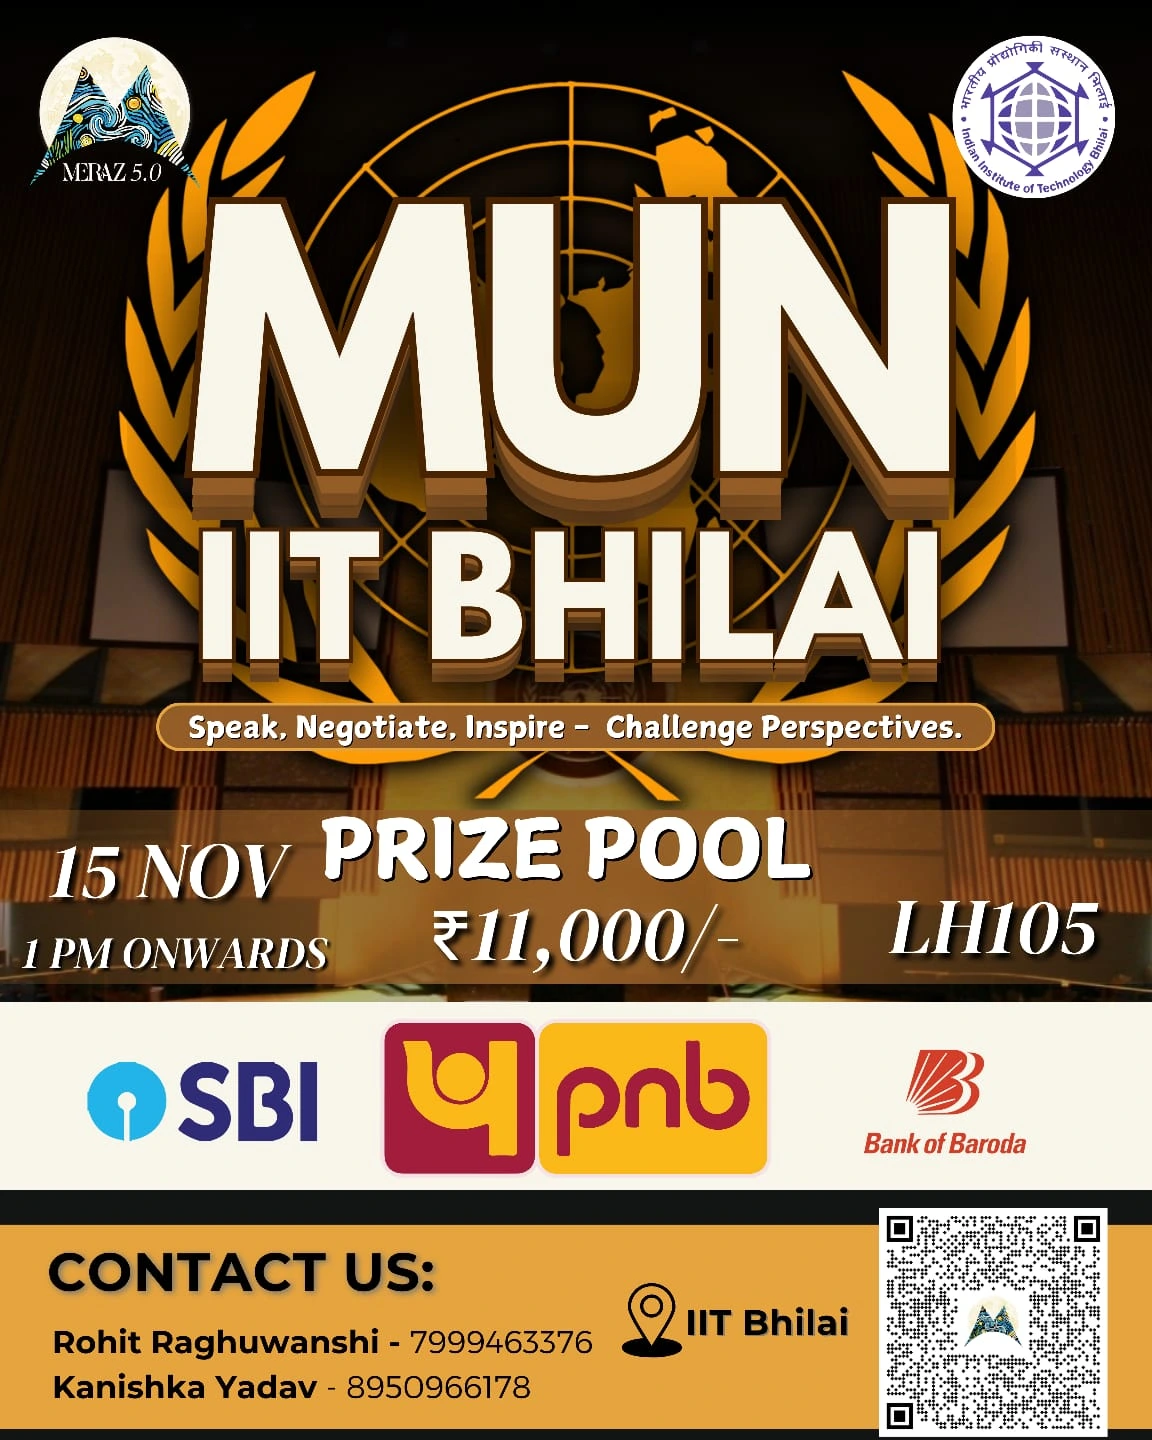 MERAZ 5.0
भारतीय प्रौद्योगिकी संस्थान भिलाई
Indian Institute of Technology Bhilai
MUN
IIT BHILAI
Speak, Negotiate, Inspire - Challenge Perspectives.
15 NOV
1 PM ONWARDS
PRIZE POOL
₹11,000/-
LH105
SBI
प pnb
Bank of Baroda
CONTACT US:
Rohit Raghuwanshi - 7999463376
Kanishka Yadav - 8950966178
IIT Bhilai